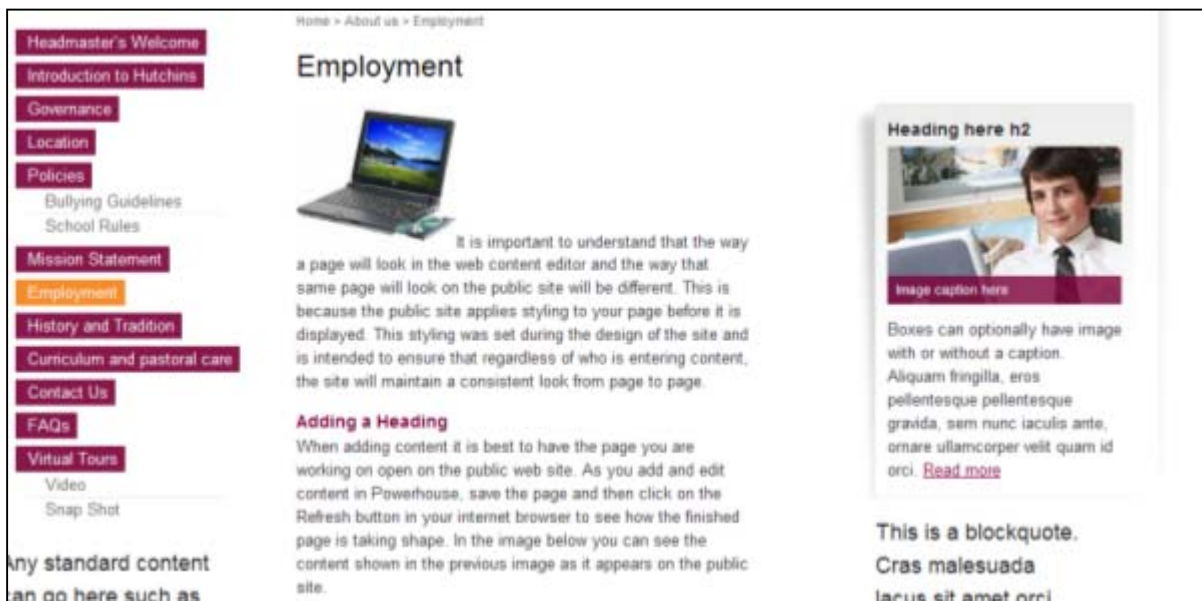 Home > About us > Employment
Headmaster's Welcome
Introduction to Hutchins
Governance
Location
Policies
Bullying Guidelines
School Rules
Mission Statement
Employment
History and Tradition
Curriculum and pastoral care
Contact Us
FAQs
Virtual Tours
Video
Snap Shot
Any standard content
can go here such as
Employment
It is important to understand that the way
a page will look in the web content editor and the way that
same page will look on the public site will be different. This is
because the public site applies styling to your page before it is
displayed. This styling was set during the design of the site and
is intended to ensure that regardless of who is entering content,
the site will maintain a consistent look from page to page.
Adding a Heading
When adding content it is best to have the page you are
working on open on the public web site. As you add and edit
content in Powerhouse, save the page and then click on the
Refresh button in your internet browser to see how the finished
page is taking shape. In the image below you can see the
content shown in the previous image as it appears on the public
site.
Heading here h2
Image caption here
Boxes can optionally have image
with or without a caption.
Aliquam fringilla, eros
pellentesque pellentesque
gravida, sem nunc iaculis ante,
ornare ullamcorper velit quam id
orci. Read more
This is a blockquote.
Cras malesuada
lacus sit amet orci